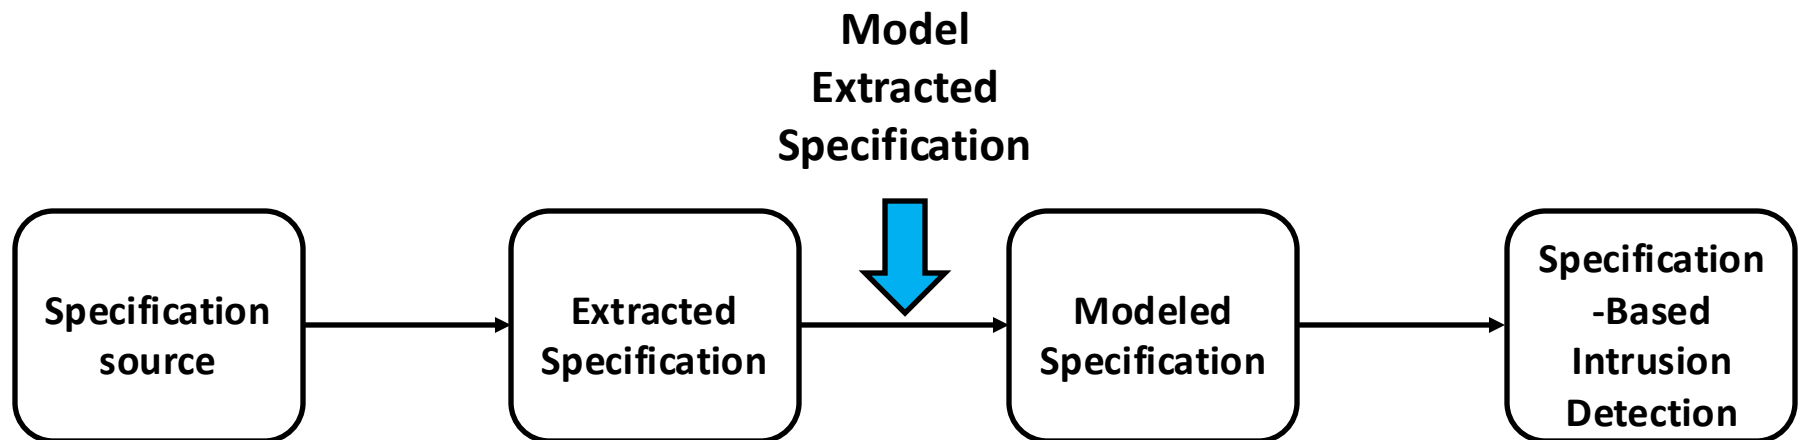 Model
Extracted
Specification
Specification
source
Extracted
Specification
Modeled
Specification
Specification
-Based
Intrusion
Detection